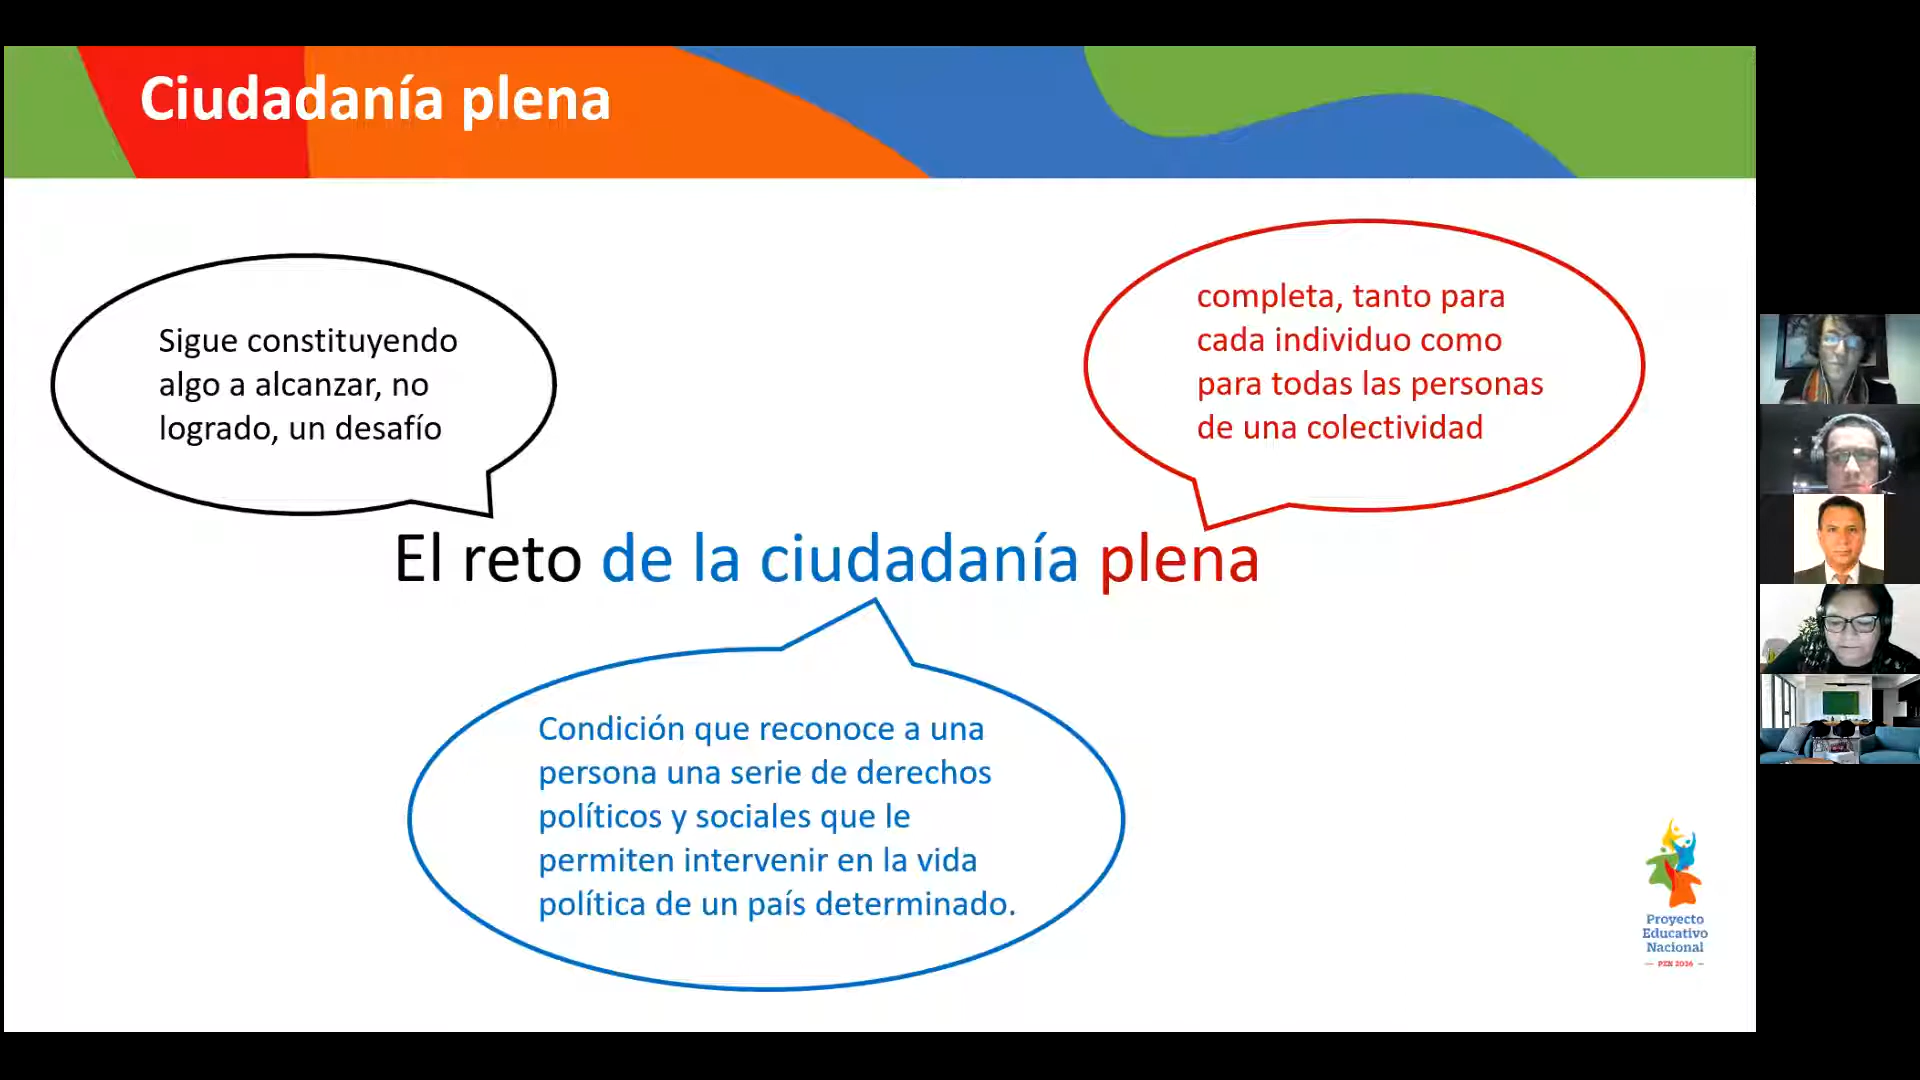 Ciudadanía plena
Sigue constituyendo
algo a alcanzar, no
logrado, un desafío
completa, tanto para
cada individuo como
para todas las personas
de una colectividad
El reto de la ciudadanía plena
Condición que reconoce a una
persona una serie de derechos
políticos y sociales que le
permiten intervenir en la vida
política de un país determinado.
Proyecto
Educativo
Nacional
— PEN 2036 —